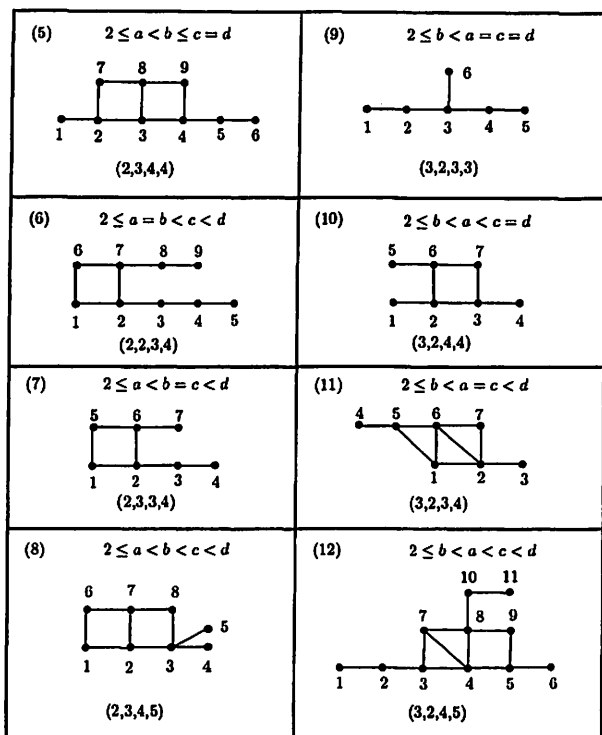 (5) 2 ≤ a < b ≤ c = d
7 8 9
1 2 3 4 5 6
(2,3,4,4)
(9) 2 ≤ b < a = c = d
6
1 2 3 4 5
(3,2,3,3)
(6) 2 ≤ a = b < c < d
6 7 8 9
1 2 3 4 5
(2,2,3,4)
(10) 2 ≤ b < a < c = d
5 6 7
1 2 3 4
(3,2,4,4)
(7) 2 ≤ a < b = c < d
5 6 7
1 2 3 4
(2,3,3,4)
(11) 2 ≤ b < a = c < d
4 5 6 7
1 2 3
(3,2,3,4)
(8) 2 ≤ a < b < c < d
6 7 8
5
1 2 3 4
(2,3,4,5)
(12) 2 ≤ b < a < c < d
10 11
7 8 9
1 2 3 4 5 6
(3,2,4,5)